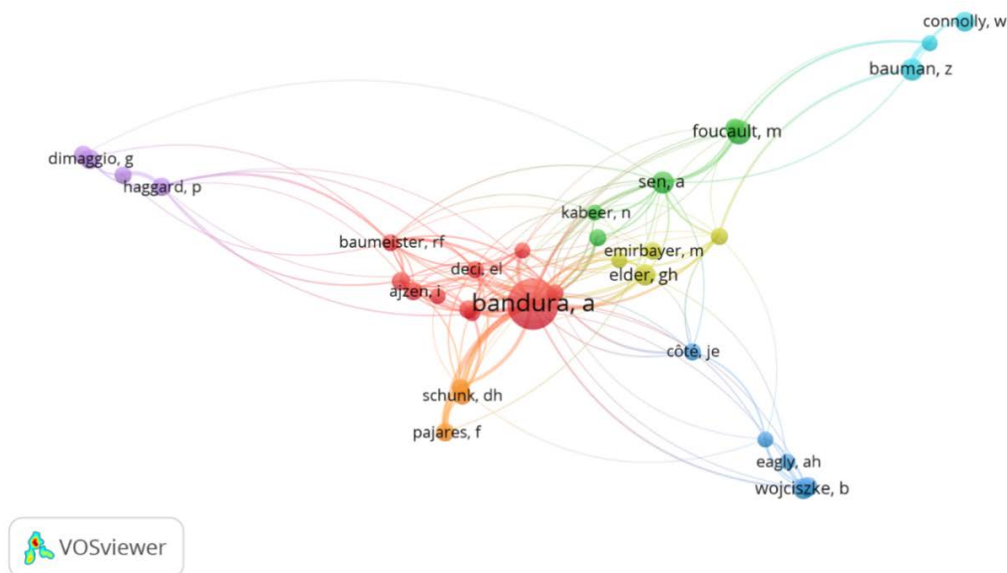 connolly, w
bauman, z
foucault, m
dimaggio, g
haggard, p
sen, a
kabeer, n
baumeister, rf
emirbayer, m
deci, el
elder, gh
ajzen, i
bandura, a
côté, je
schunk, dh
pajares, f
eagly, ah
wojciszke, b
VOSviewer